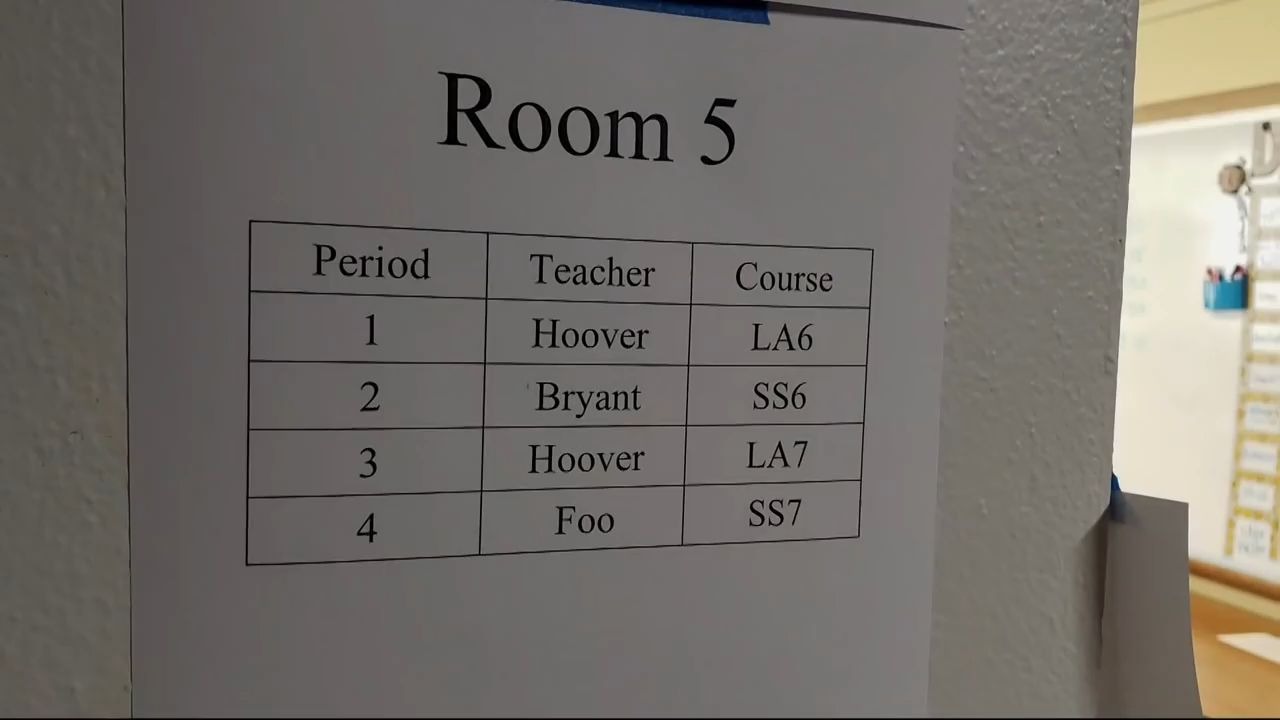 Room 5
Period Teacher Course
1 Hoover LA6
2 Bryant SS6
3 Hoover LA7
4 Foo SS7